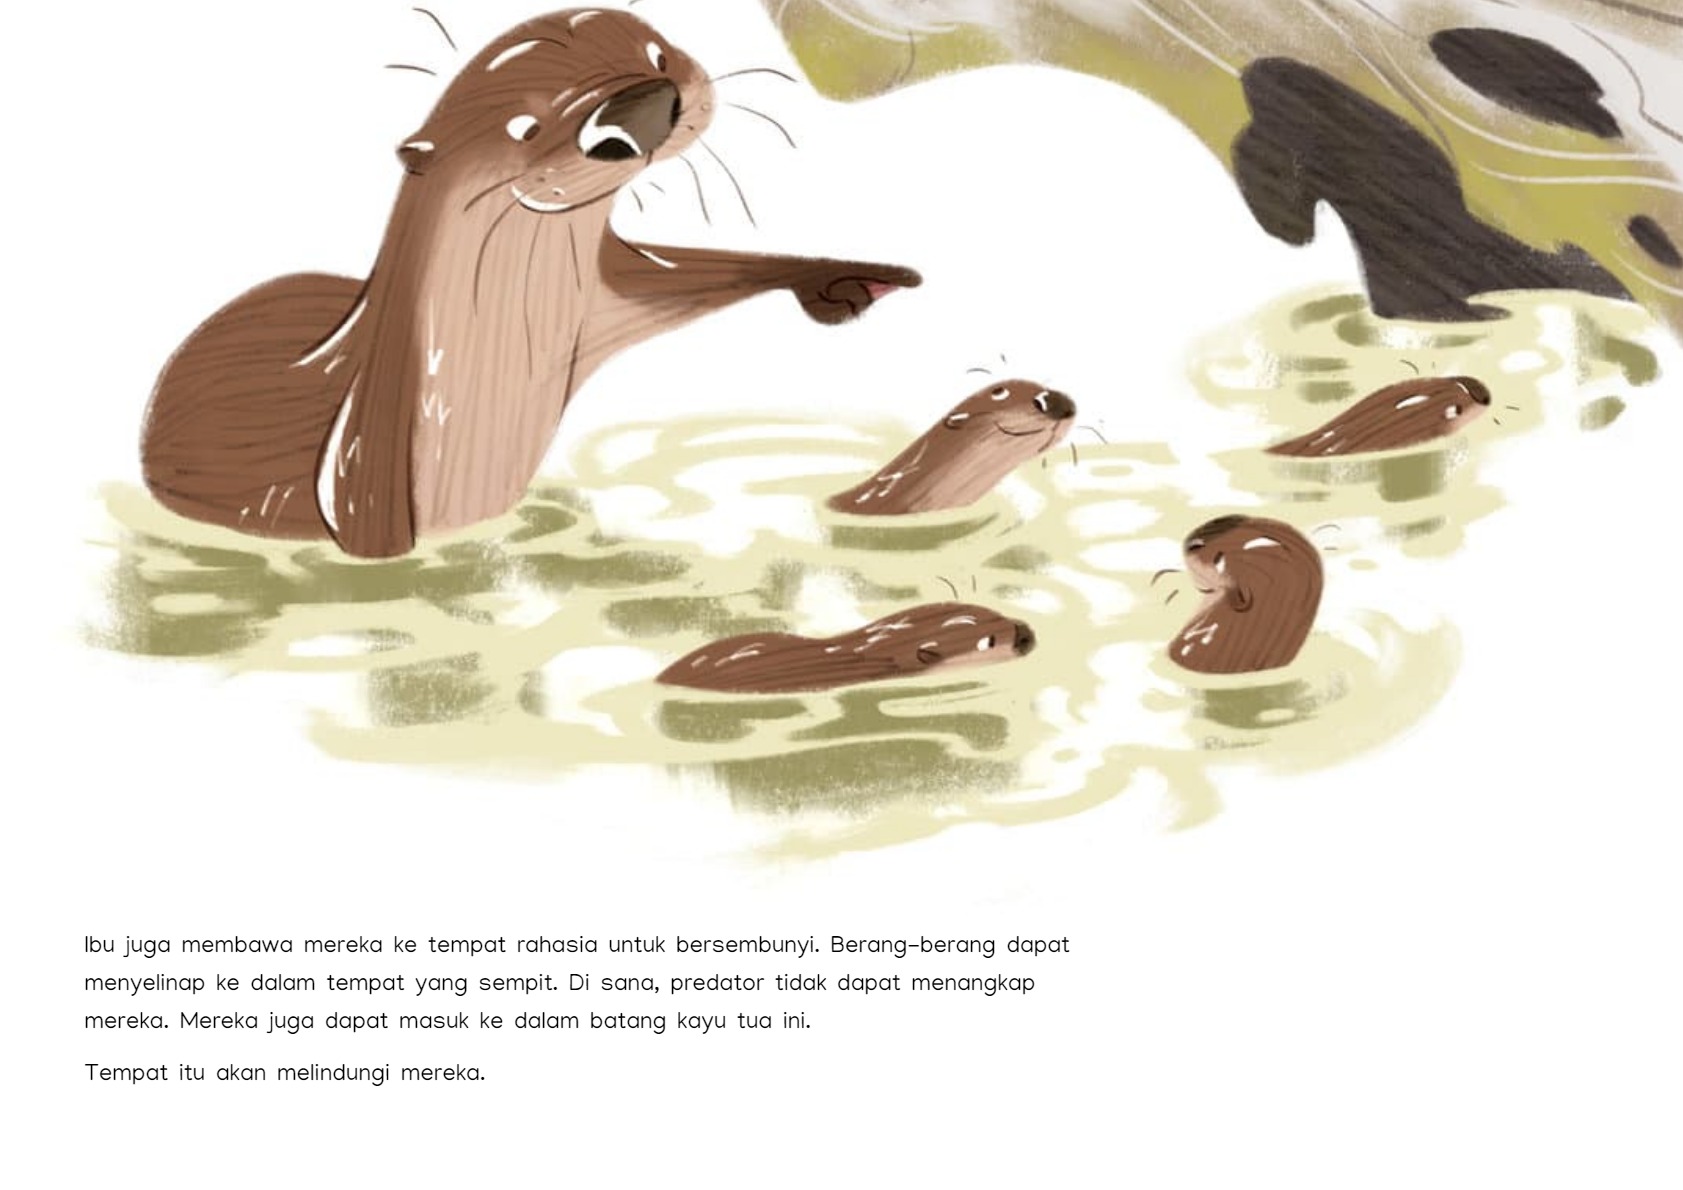 Ibu juga membawa mereka ke tempat rahasia untuk bersembunyi. Berang-berang dapat
menyelinap ke dalam tempat yang sempit. Di sana, predator tidak dapat menangkap
mereka. Mereka juga dapat masuk ke dalam batang kayu tua ini.
Tempat itu akan melindungi mereka.